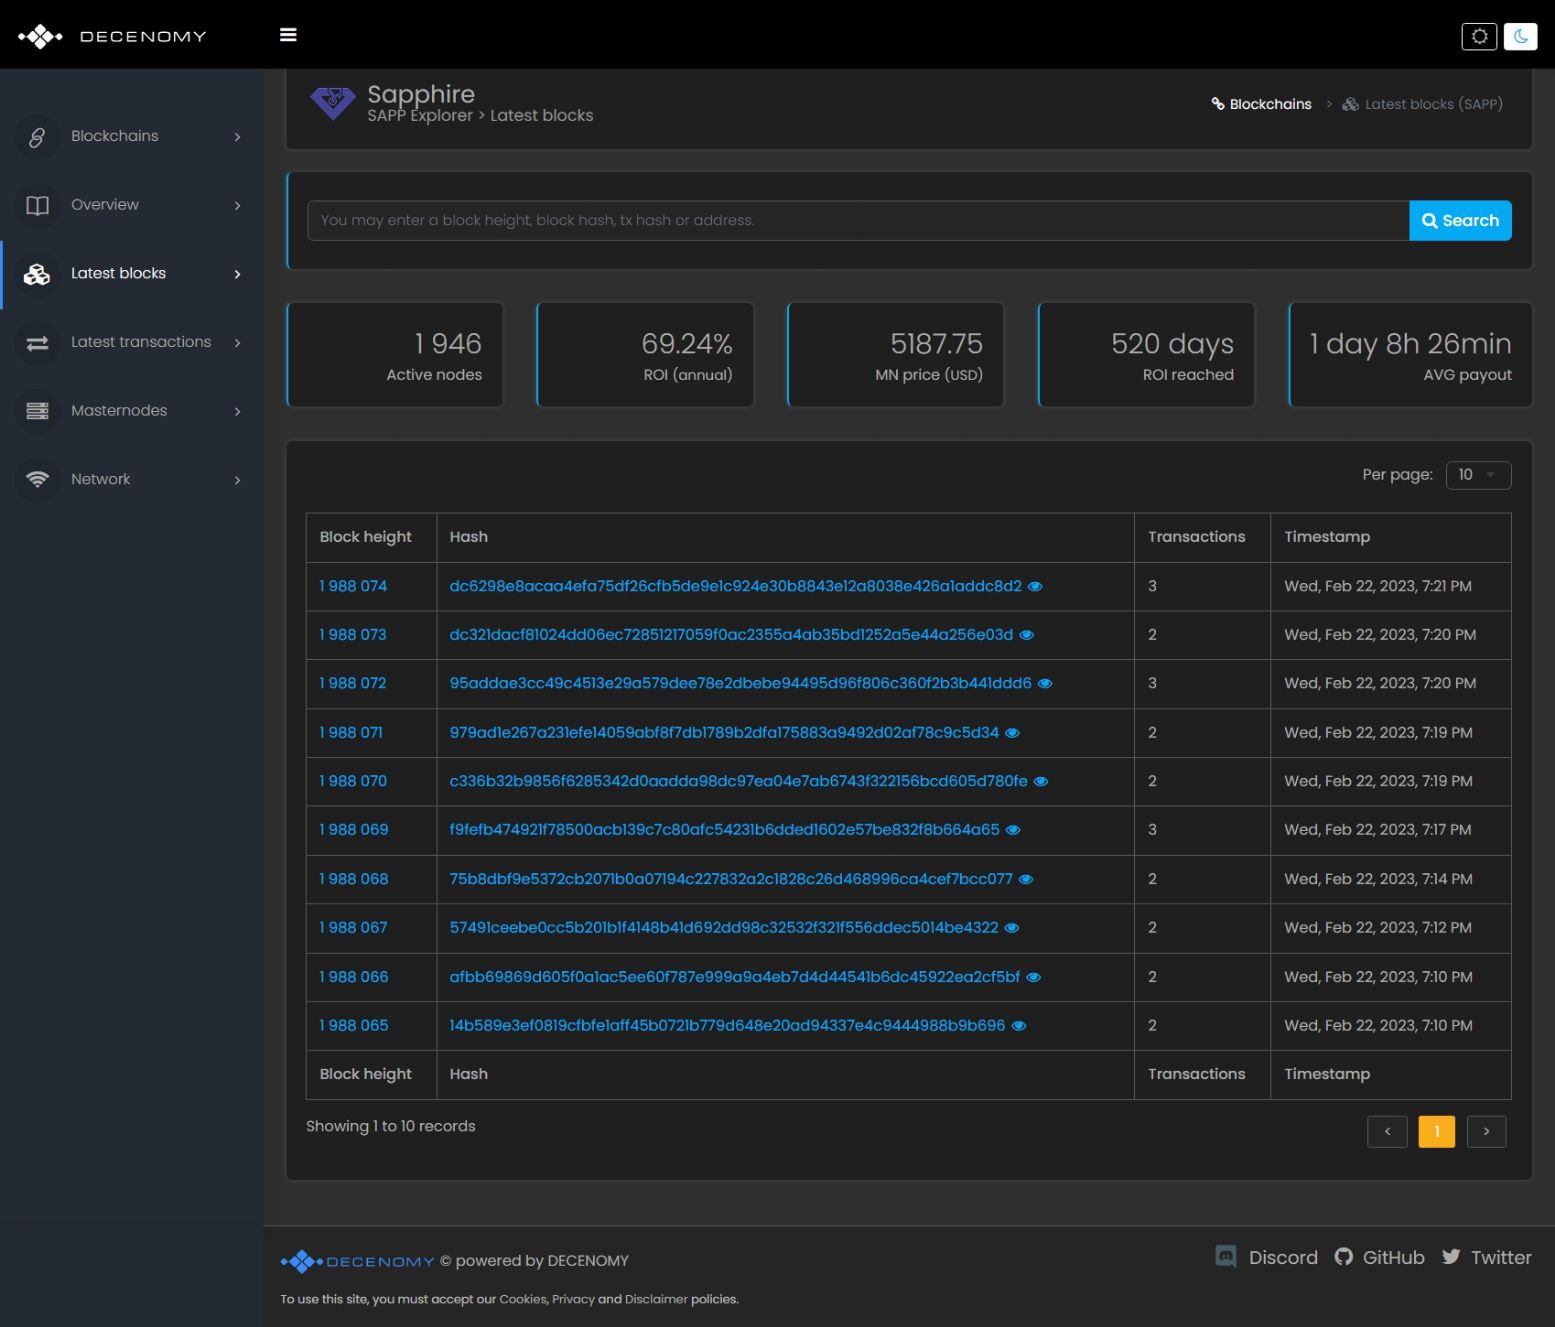 DECENOMY
Sapphire
SAPP Explorer > Latest blocks
Blockchains > Latest blocks (SAPP)
Blockchains
Overview
Latest blocks
Latest transactions
Masternodes
Network
You may enter a block height, block hash, tx hash or address.
Search
1 946
Active nodes
69.24%
ROI (annual)
5187.75
MN price (USD)
520 days
ROI reached
1 day 8h 26min
AVG payout
Per page: 10
Block height Hash Transactions Timestamp
1 988 074 dc6298e8acaa4efa75df26cfb5de9e1c924e30b8843e12a8038e426a1addc8d2 3 Wed, Feb 22, 2023, 7:21 PM
1 988 073 dc321dacf81024dd06ec72851217059f0ac2355a4ab35bd1252a5e44a256e03d 2 Wed, Feb 22, 2023, 7:20 PM
1 988 072 95addae3cc49c4513e29a579dee78e2dbebe94495d96f806c360f2b3b441ddd6 3 Wed, Feb 22, 2023, 7:20 PM
1 988 071 979ad1e267a231efe14059abf8f7db1789b2dfa175883a9492d02af78c9c5d34 2 Wed, Feb 22, 2023, 7:19 PM
1 988 070 c336b32b9856f6285342d0aadda98dc97ea04e7ab6743f322156bcd605d780fe 2 Wed, Feb 22, 2023, 7:19 PM
1 988 069 f9fefb474921f78500acb139c7c80afc54231b6dded1602e57be832f8b664a65 3 Wed, Feb 22, 2023, 7:17 PM
1 988 068 75b8dbf9e5372cb2071b0a07194c227832a2c1828c26d468996ca4cef7bcc077 2 Wed, Feb 22, 2023, 7:14 PM
1 988 067 57491ceebe0cc5b201b1f4148b41d692dd98c32532f321f556ddec5014be4322 2 Wed, Feb 22, 2023, 7:12 PM
1 988 066 afbb69869d605f0a1ac5ee60f787e999a9a4eb7d4d44541b6dc45922ea2cf5bf 2 Wed, Feb 22, 2023, 7:10 PM
1 988 065 14b589e3ef0819cfbfe1aff45b0721b779d648e20ad94337e4c9444988b9b696 2 Wed, Feb 22, 2023, 7:10 PM
Block height Hash Transactions Timestamp
Showing 1 to 10 records
< 1 >
DECENOMY © powered by DECENOMY
Discord GitHub Twitter
To use this site, you must accept our Cookies, Privacy and Disclaimer policies.